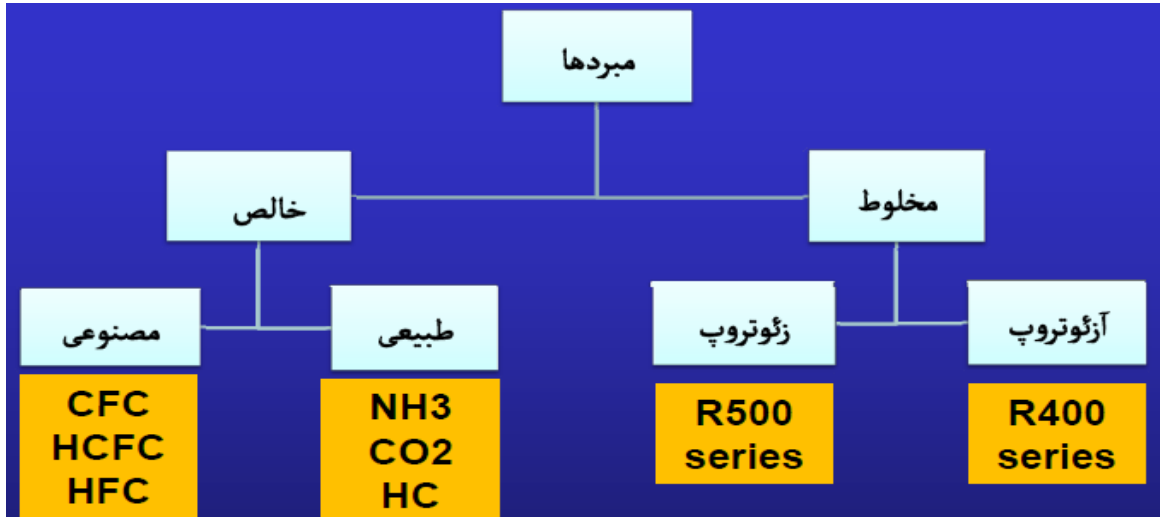 مبردها
مخلوط
خالص
آزئوتروپ
زئوتروپ
طبیعی
مصنوعی
R400
series
R500
series
NH3
CO2
HC
CFC
HCFC
HFC